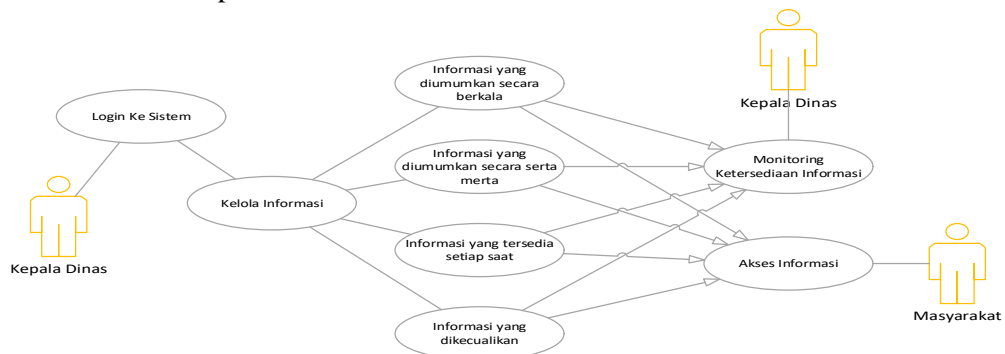 Informasi yang
diumumkan secara
berkala
Kepala Dinas
Login Ke Sistem
Informasi yang
diumumkan secara serta
merta
Monitoring
Ketersediaan Informasi
Kelola Informasi
Kepala Dinas
Informasi yang tersedia
setiap saat
Akses Informasi
Masyarakat
Informasi yang
dikecualikan